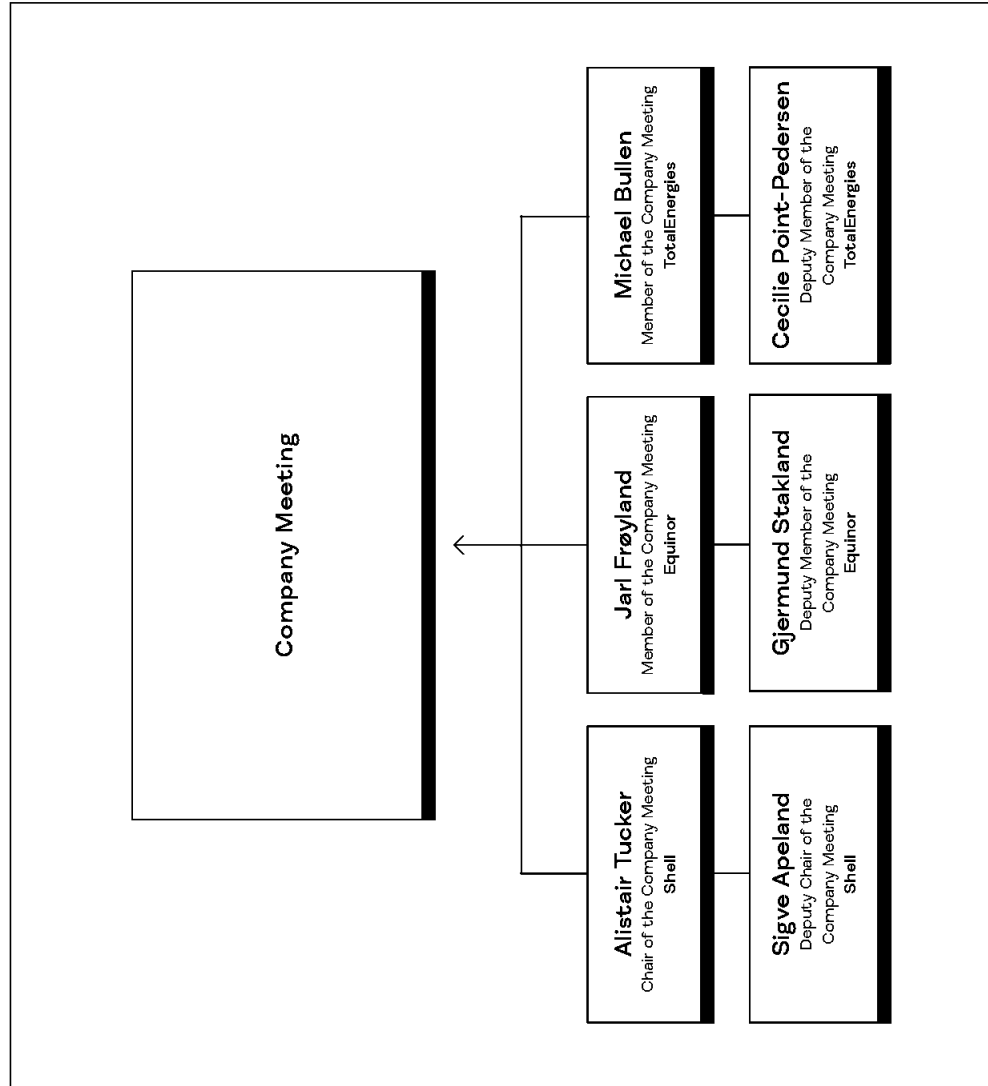 Company Meeting
Alistair Tucker
Chair of the Company Meeting
Shell
Jarl Frøyland
Member of the Company Meeting
Equinor
Michael Bullen
Member of the Company Meeting
TotalEnergies
Sigve Apeland
Deputy Chair of the
Company Meeting
Shell
Gjermund Stakland
Deputy Member of the
Company Meeting
Equinor
Cecilie Point-Pedersen
Deputy Member of the
Company Meeting
TotalEnergies